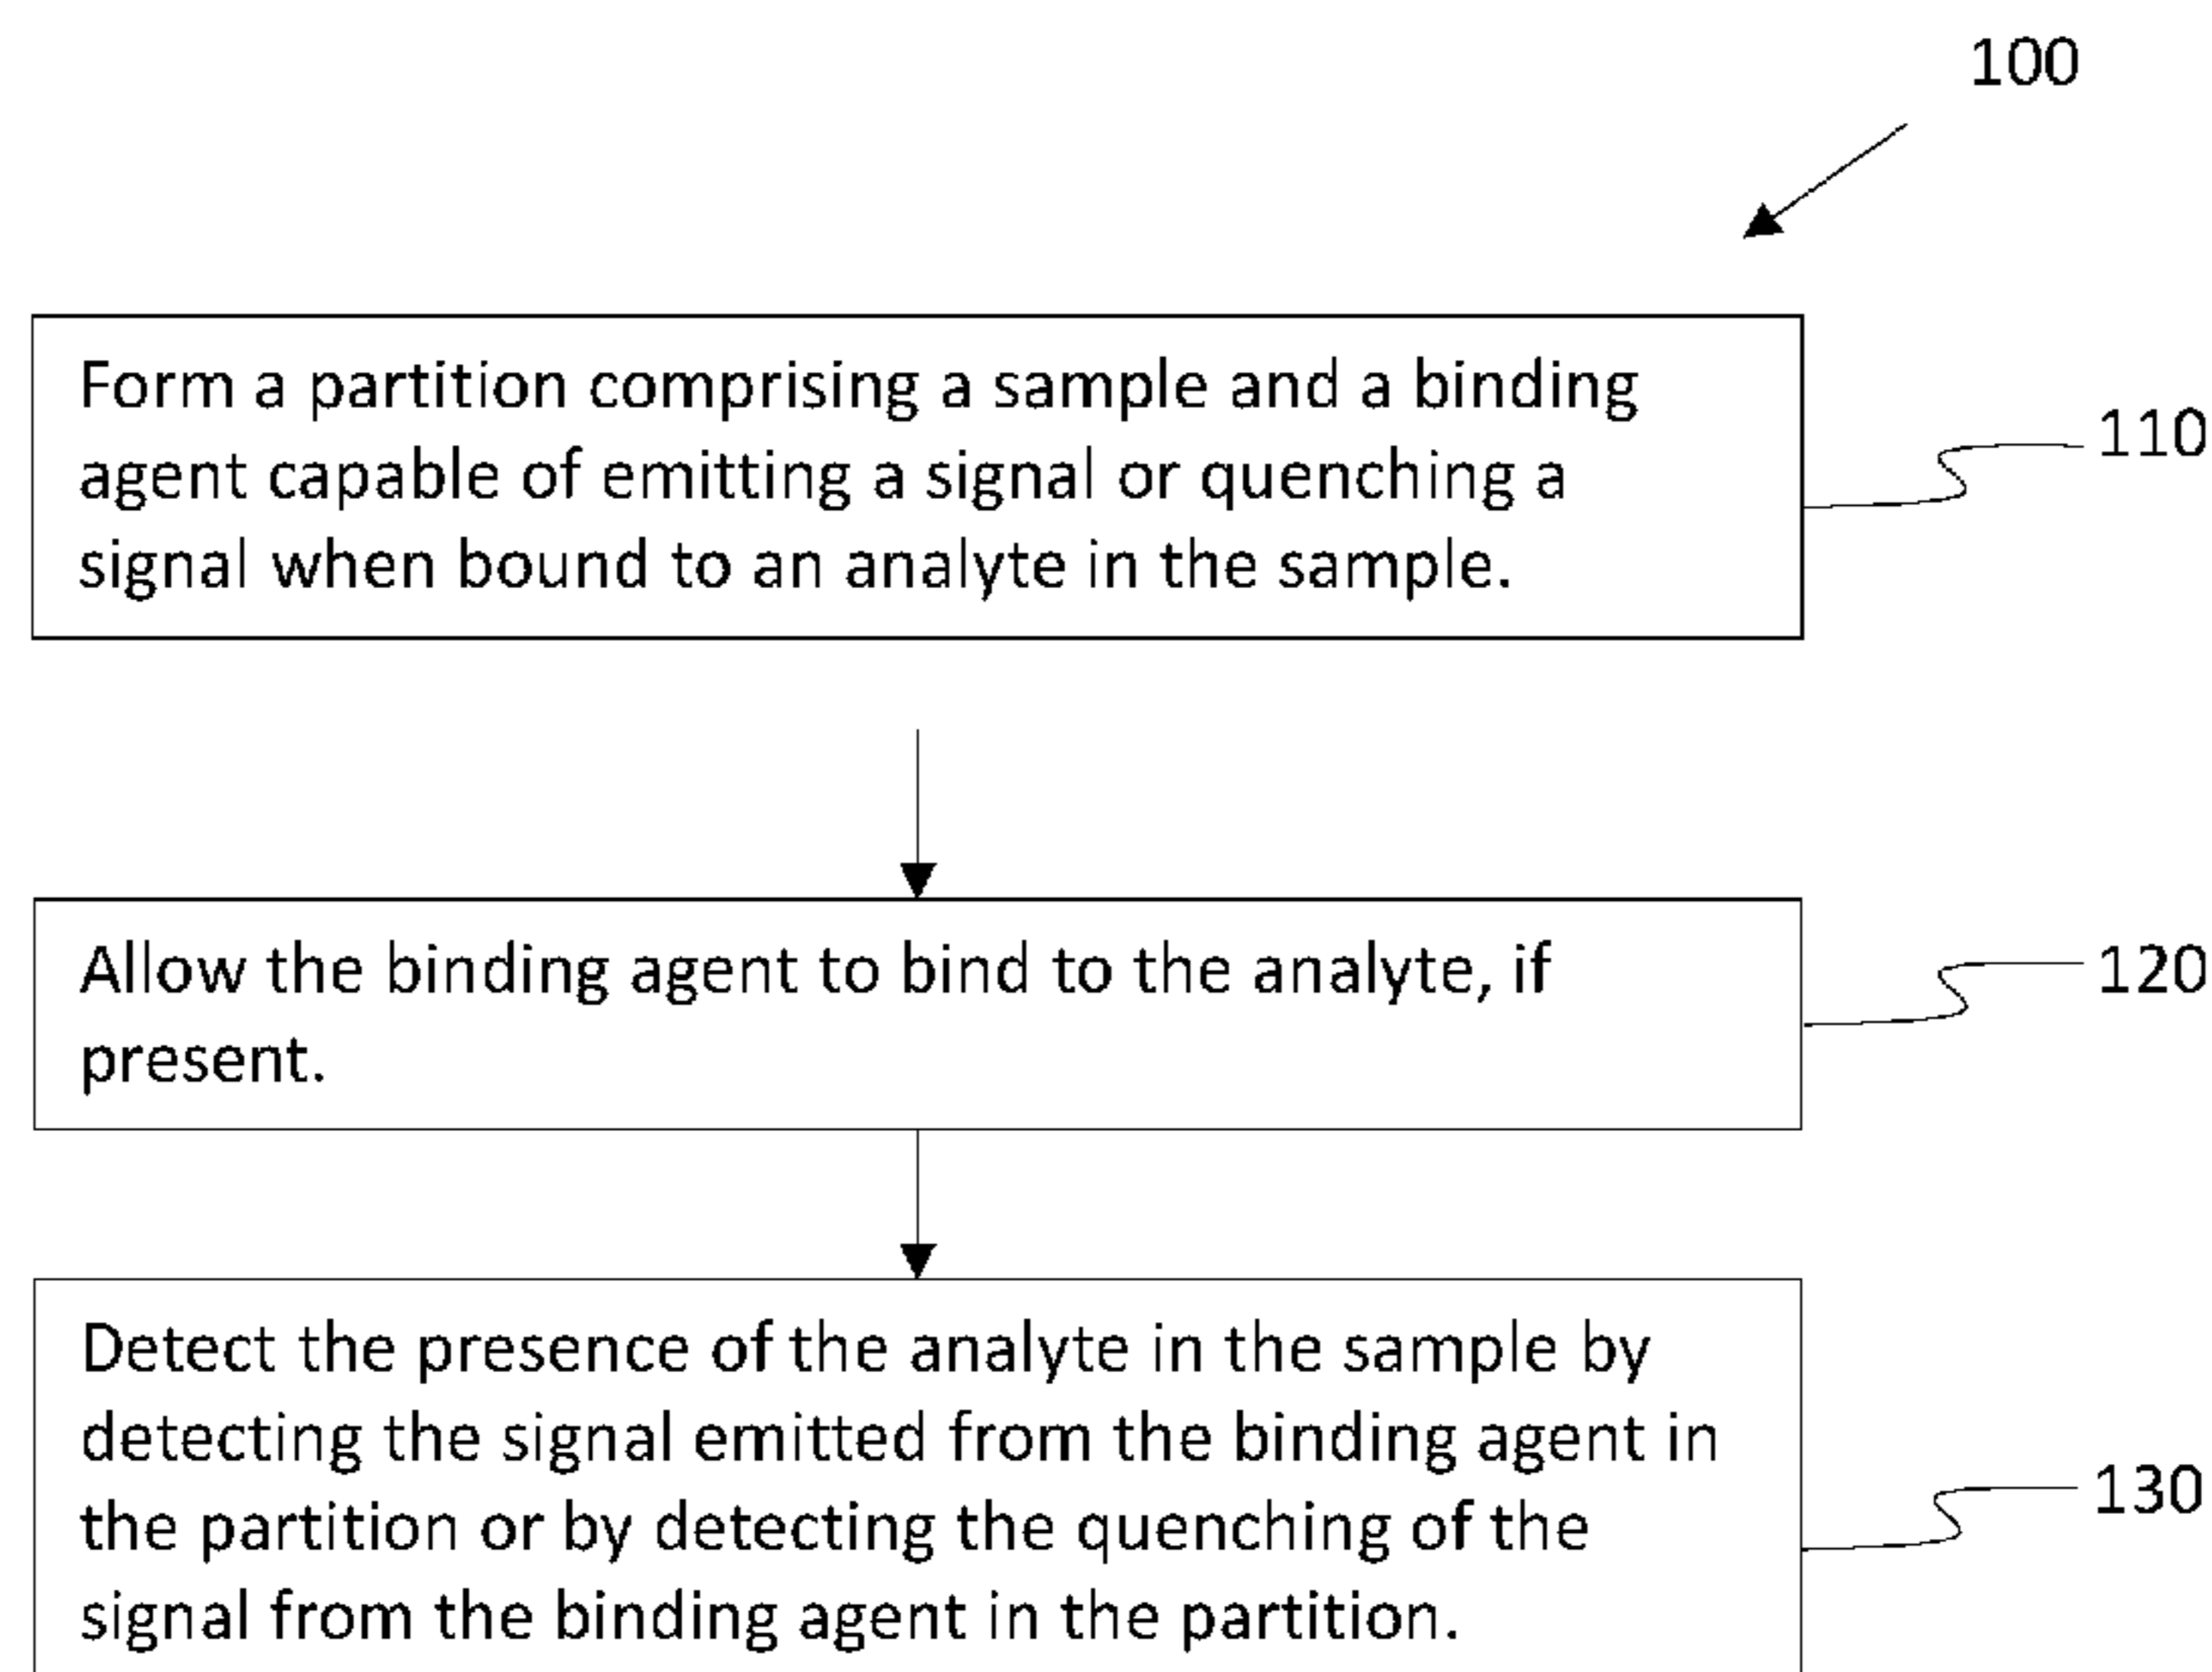 100
Form a partition comprising a sample and a binding
agent capable of emitting a signal or quenching a
signal when bound to an analyte in the sample.
110
Allow the binding agent to bind to the analyte, if
present.
120
Detect the presence of the analyte in the sample by
detecting the signal emitted from the binding agent in
the partition or by detecting the quenching of the
signal from the binding agent in the partition.
130